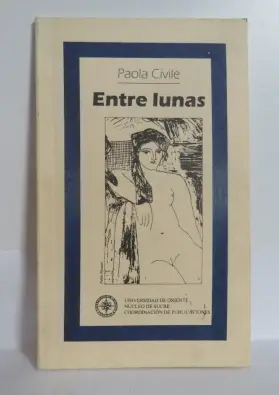 Paola Civile
Entre lunas
UNIVERSIDAD DE ORIENTE
NÚCLEO DE SUCRE
COORDINACIÓN DE PUBLICACIONES